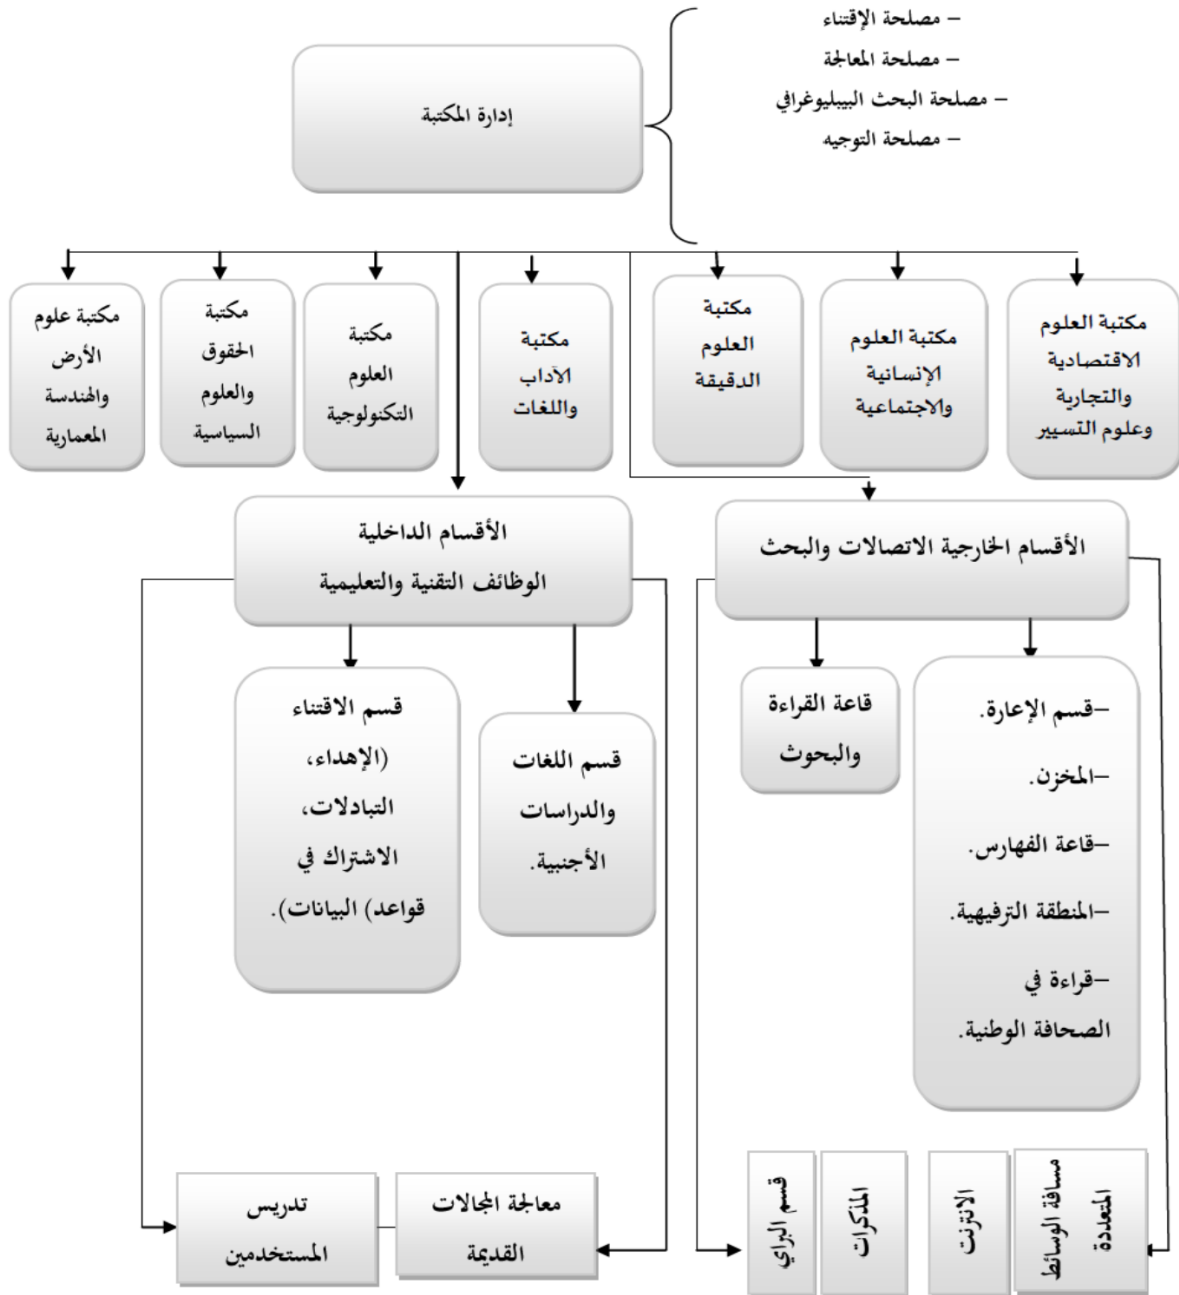 – مصلحة الإقتناء
– مصلحة المعالجة
– مصلحة البحث البيبليوغرافي
– مصلحة التوجيه
إدارة المكتبة
مكتبة العلوم
الاقتصادية
والتجارية
وعلوم التسيير
مكتبة العلوم
الإنسانية
والاجتماعية
مكتبة
العلوم
الدقيقة
مكتبة
الآداب
واللغات
مكتبة
العلوم
التكنولوجية
مكتبة
الحقوق
والعلوم
السياسية
مكتبة علوم
الأرض
والهندسة
المعمارية
الأقسام الخارجية الاتصالات والبحث
الأقسام الداخلية
الوظائف التقنية والتعليمية
–قسم الإعارة.
–المخزن.
–قاعة الفهارس.
–المنطقة الترفيهية.
–قراءة في
الصحافة الوطنية.
قاعة القراءة
والبحوث
قسم اللغات
والدراسات
الأجنبية.
قسم الاقتناء
(الإهداء،
التبادلات،
الاشتراك في
قواعد) البيانات).
مسافة الوسائط
المتعددة
الانترنت
المذكرات
قسم البراي
معالجة المجالات
القديمة
تدريس
المستخدمين